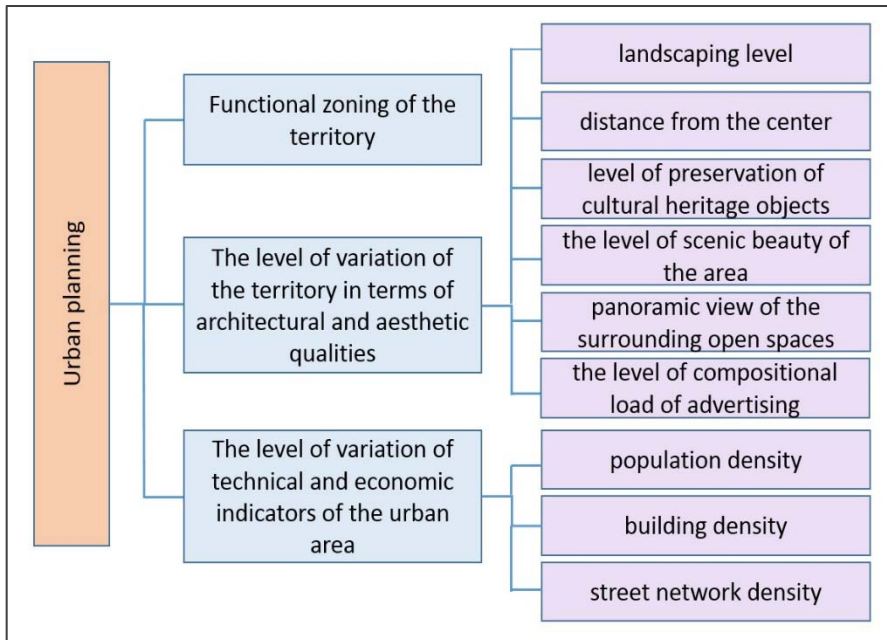 Urban planning
Functional zoning of the
territory
The level of variation of
the territory in terms of
architectural and aesthetic
qualities
The level of variation of
technical and economic
indicators of the urban
area
landscaping level
distance from the center
level of preservation of
cultural heritage objects
the level of scenic beauty of
the area
panoramic view of the
surrounding open spaces
the level of compositional
load of advertising
population density
building density
street network density